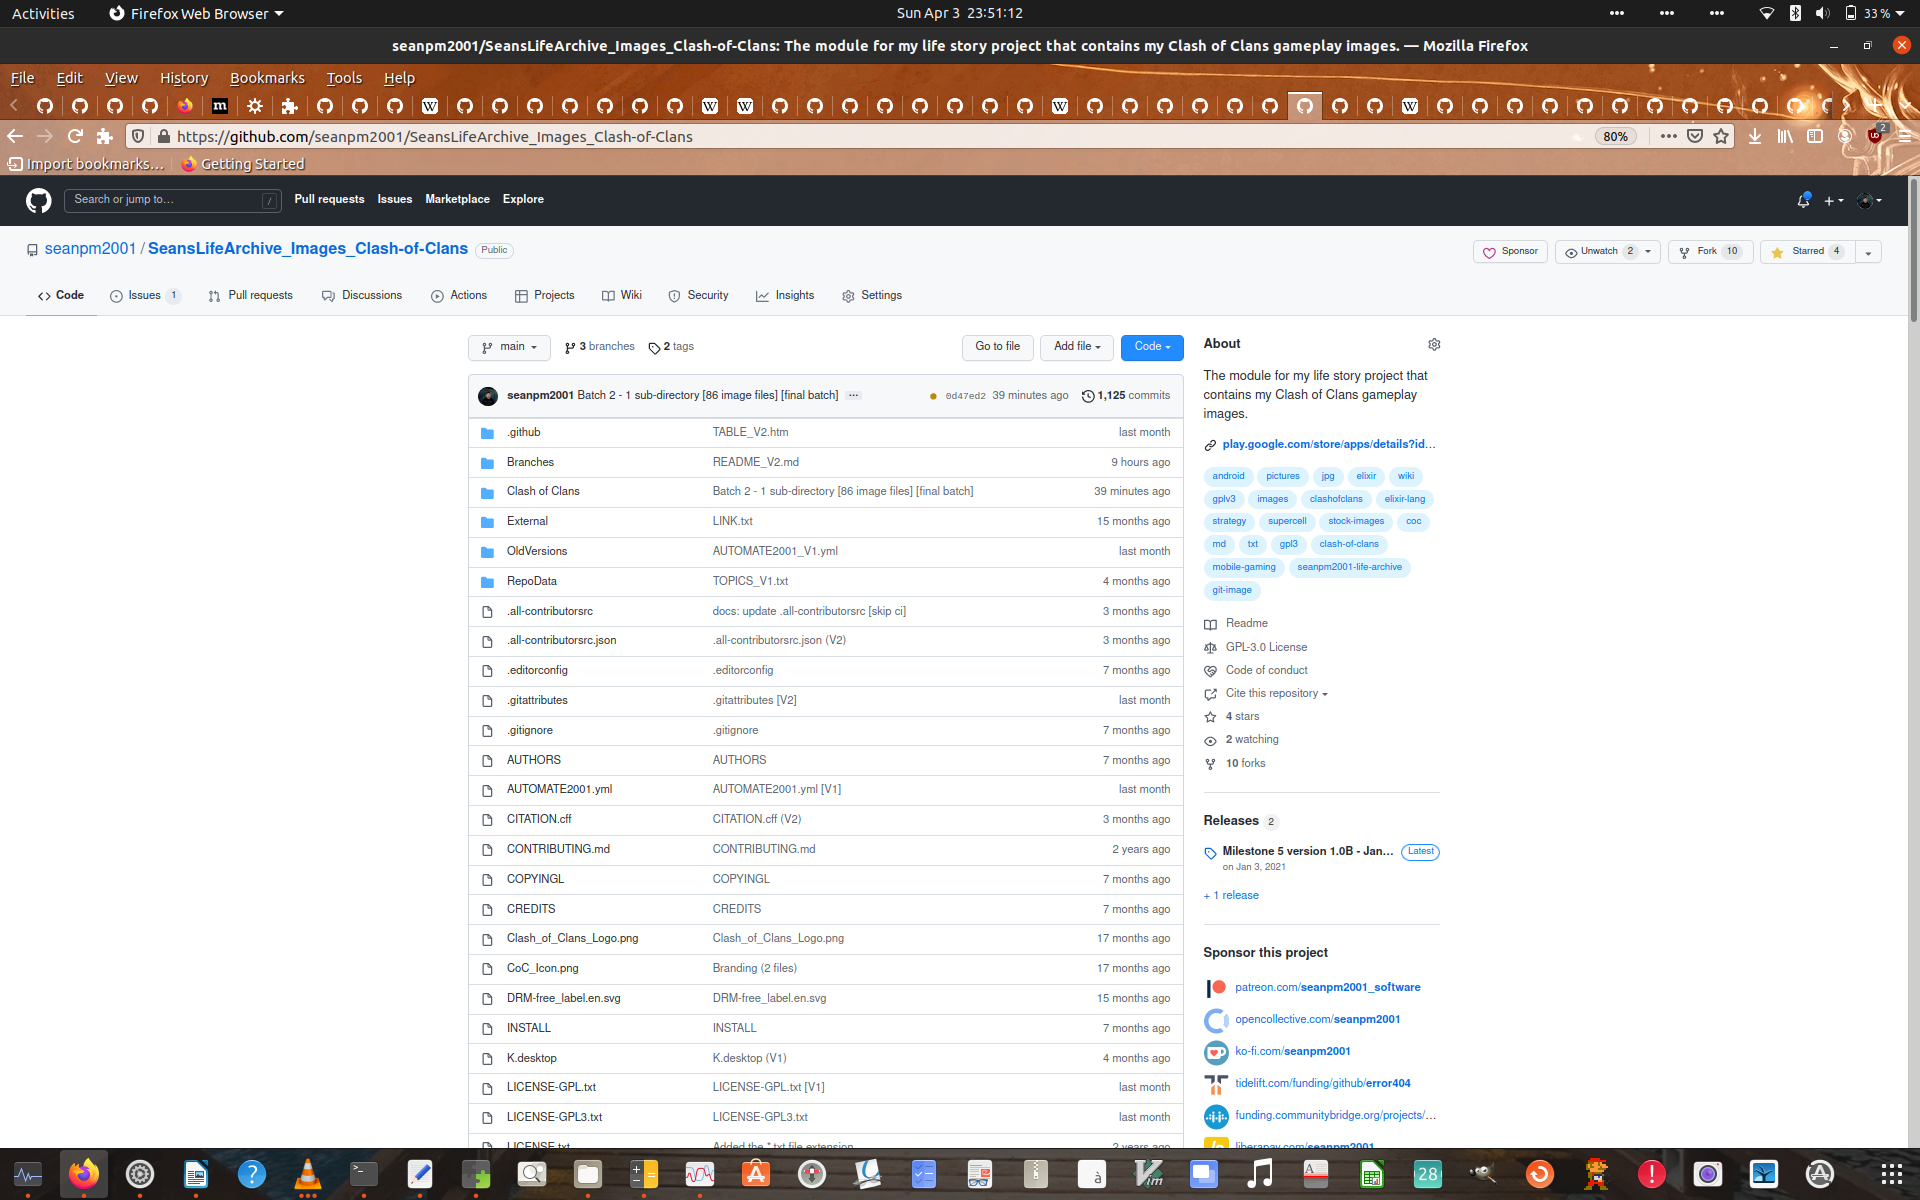 Activities
Firefox Web Browser
Sun Apr 3 23:51:12
33 %
seanpm2001/SeansLifeArchive_Images_Clash-of-Clans: The module for my life story project that contains my Clash of Clans gameplay images. — Mozilla Firefox
File Edit View History Bookmarks Tools Help
https://github.com/seanpm2001/SeansLifeArchive_Images_Clash-of-Clans
80%
2
Import bookmarks...
Getting Started
Search or jump to…
/
Pull requests Issues Marketplace Explore
seanpm2001 / SeansLifeArchive_Images_Clash-of-Clans Public
Sponsor
Unwatch 2
Fork 10
Starred 4
Code
Issues 1
Pull requests
Discussions
Actions
Projects
Wiki
Security
Insights
Settings
main
3 branches
2 tags
Go to file
Add file
Code
seanpm2001 Batch 2 - 1 sub-directory [86 image files] [final batch] ... 0d47ed2 39 minutes ago 1,125 commits
.github TABLE_V2.htm last month
Branches README_V2.md 9 hours ago
Clash of Clans Batch 2 - 1 sub-directory [86 image files] [final batch] 39 minutes ago
External LINK.txt 15 months ago
OldVersions AUTOMATE2001_V1.yml last month
RepoData TOPICS_V1.txt 4 months ago
.all-contributorsrc docs: update .all-contributorsrc [skip ci] 3 months ago
.all-contributorsrc.json .all-contributorsrc.json (V2) 3 months ago
.editorconfig .editorconfig 7 months ago
.gitattributes .gitattributes [V2] last month
.gitignore .gitignore 7 months ago
AUTHORS AUTHORS 7 months ago
AUTOMATE2001.yml AUTOMATE2001.yml [V1] last month
CITATION.cff CITATION.cff (V2) 3 months ago
CONTRIBUTING.md CONTRIBUTING.md 2 years ago
COPYINGL COPYINGL 7 months ago
CREDITS CREDITS 7 months ago
Clash_of_Clans_Logo.png Clash_of_Clans_Logo.png 17 months ago
CoC_Icon.png Branding (2 files) 17 months ago
DRM-free_label.en.svg DRM-free_label.en.svg 15 months ago
INSTALL INSTALL 7 months ago
K.desktop K.desktop (V1) 4 months ago
LICENSE-GPL.txt LICENSE-GPL.txt [V1] last month
LICENSE-GPL3.txt LICENSE-GPL3.txt last month
LICENSE.txt Added the *.txt file extension 2 years ago
About
The module for my life story project that
contains my Clash of Clans gameplay
images.
play.google.com/store/apps/details?id…
android pictures jpg elixir wiki
gplv3 images clashofclans elixir-lang
strategy supercell stock-images coc
md txt gpl3 clash-of-clans
mobile-gaming seanpm2001-life-archive
git-image
Readme
GPL-3.0 License
Code of conduct
Cite this repository
4 stars
2 watching
10 forks
Releases 2
Milestone 5 version 1.0B - Jan… Latest
on Jan 3, 2021
+ 1 release
Sponsor this project
patreon.com/seanpm2001_software
opencollective.com/seanpm2001
ko-fi.com/seanpm2001
tidelift.com/funding/github/error404
funding.communitybridge.org/projects/…
liberapay.com/seanpm2001
28